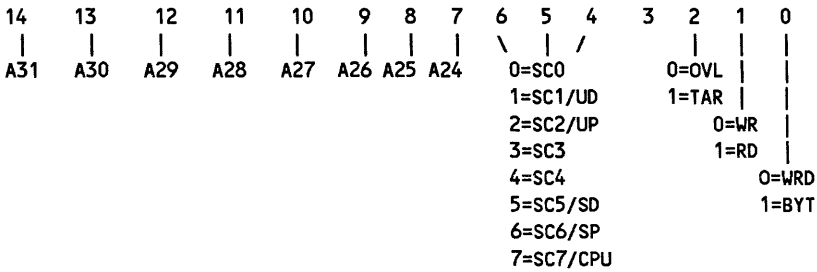 14 13 12 11 10 9 8 7 6 5 4 3 2 1 0
| | | | | | | | \ | / | | |
A31 A30 A29 A28 A27 A26 A25 A24 0=SC0 0=OVL | |
1=SC1/UD 1=TAR | |
2=SC2/UP 0=WR |
3=SC3 1=RD |
4=SC4 0=WRD
5=SC5/SD 1=BYT
6=SC6/SP
7=SC7/CPU